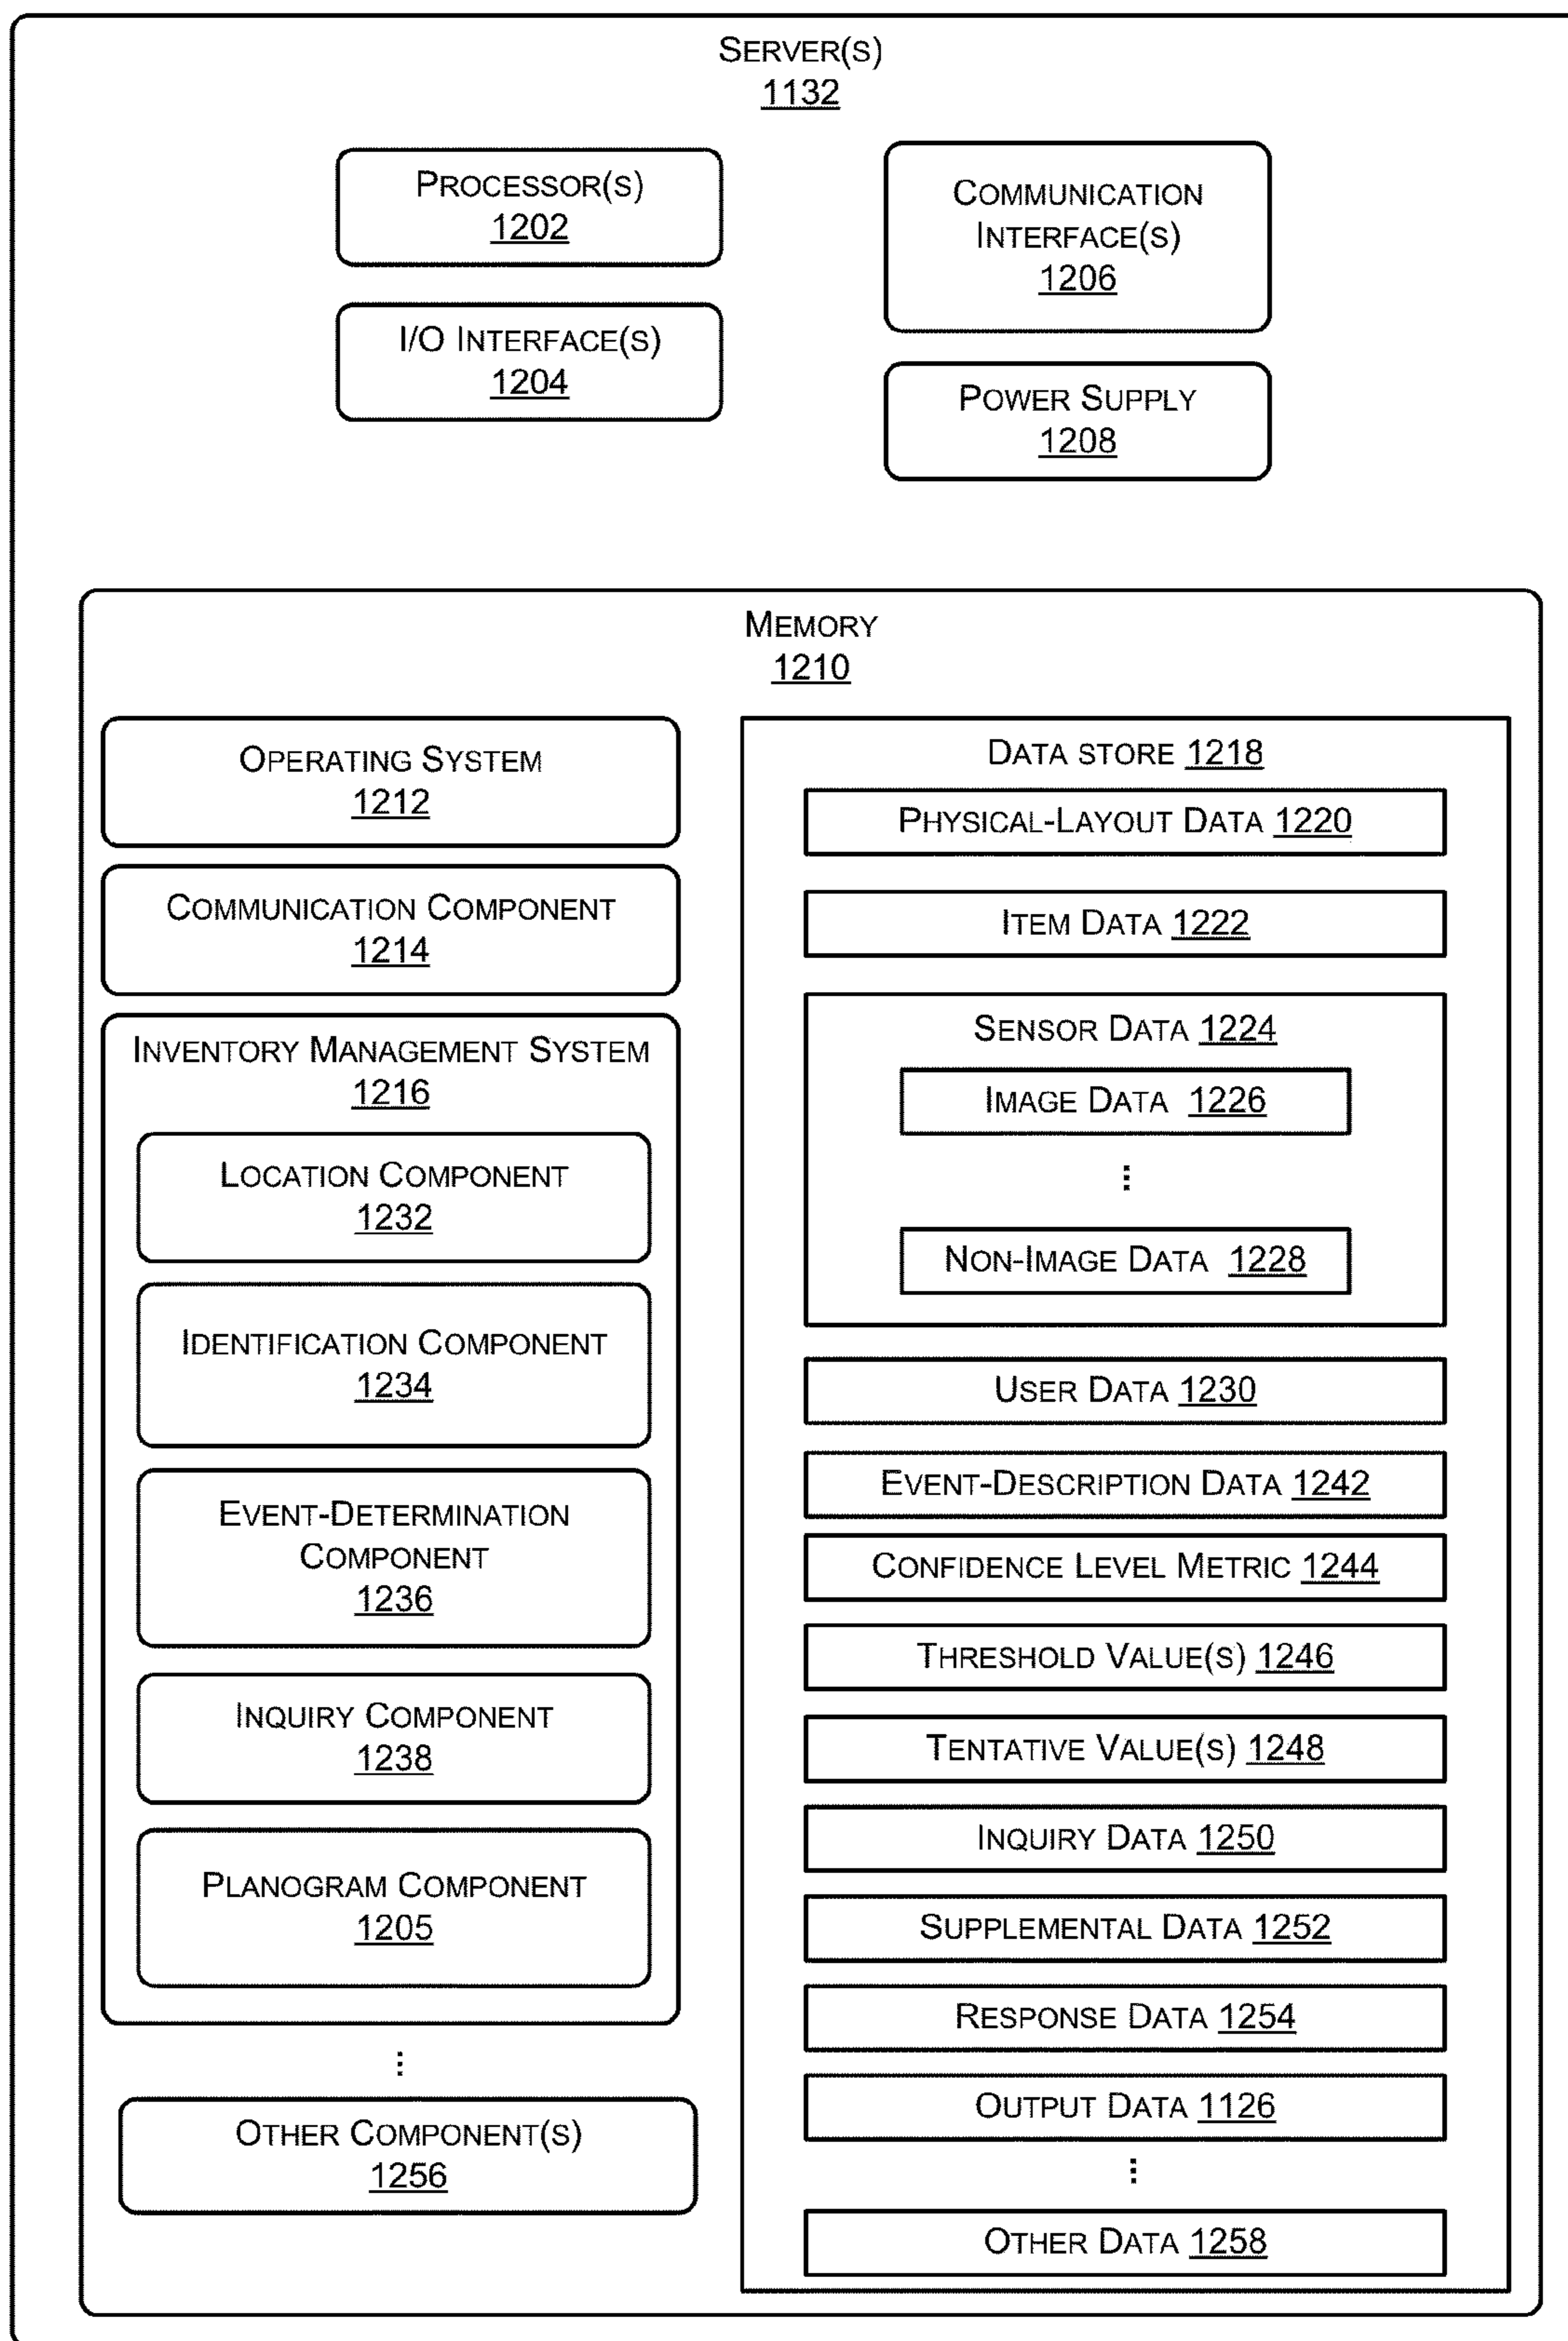 SERVER(S)
1132
PROCESSOR(S)
1202
I/O INTERFACE(S)
1204
COMMUNICATION
INTERFACE(S)
1206
POWER SUPPLY
1208
MEMORY
1210
OPERATING SYSTEM
1212
COMMUNICATION COMPONENT
1214
INVENTORY MANAGEMENT SYSTEM
1216
LOCATION COMPONENT
1232
IDENTIFICATION COMPONENT
1234
EVENT-DETERMINATION
COMPONENT
1236
INQUIRY COMPONENT
1238
PLANOGRAM COMPONENT
1205
⋮
OTHER COMPONENT(S)
1256
DATA STORE 1218
PHYSICAL-LAYOUT DATA 1220
ITEM DATA 1222
SENSOR DATA 1224
IMAGE DATA 1226
⋮
NON-IMAGE DATA 1228
USER DATA 1230
EVENT-DESCRIPTION DATA 1242
CONFIDENCE LEVEL METRIC 1244
THRESHOLD VALUE(S) 1246
TENTATIVE VALUE(S) 1248
INQUIRY DATA 1250
SUPPLEMENTAL DATA 1252
RESPONSE DATA 1254
OUTPUT DATA 1126
⋮
OTHER DATA 1258